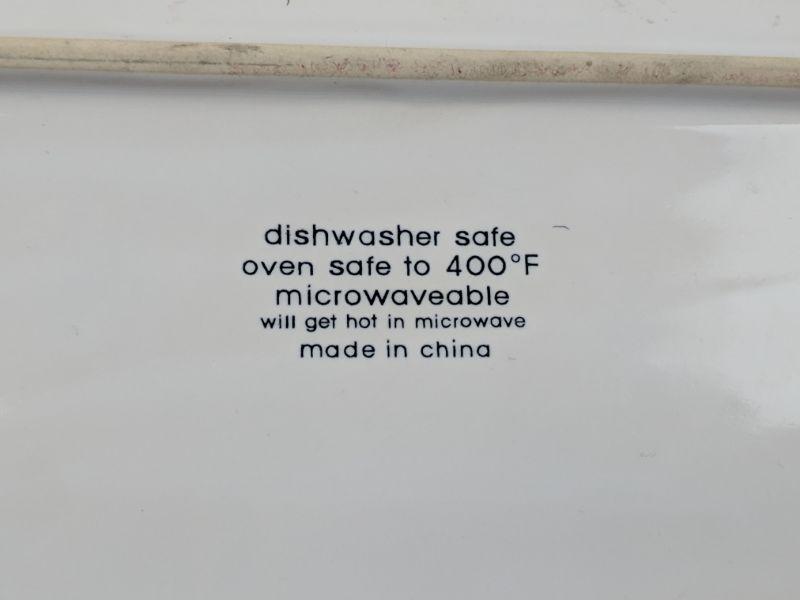 dishwasher safe
oven safe to 400°F
microwaveable
will get hot in microwave
made in china